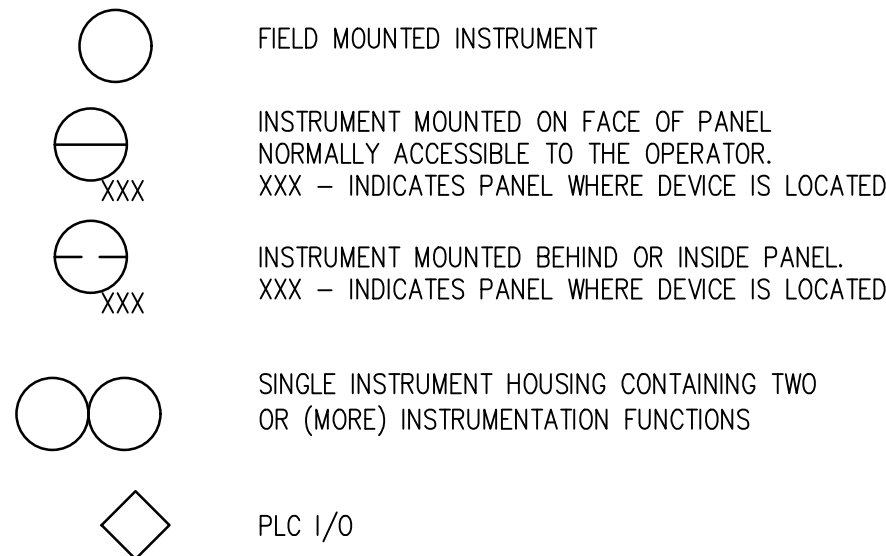 FIELD MOUNTED INSTRUMENT
INSTRUMENT MOUNTED ON FACE OF PANEL
NORMALLY ACCESSIBLE TO THE OPERATOR.
XXX
XXX – INDICATES PANEL WHERE DEVICE IS LOCATED
INSTRUMENT MOUNTED BEHIND OR INSIDE PANEL.
XXX
XXX – INDICATES PANEL WHERE DEVICE IS LOCATED
SINGLE INSTRUMENT HOUSING CONTAINING TWO
OR (MORE) INSTRUMENTATION FUNCTIONS
PLC I/O